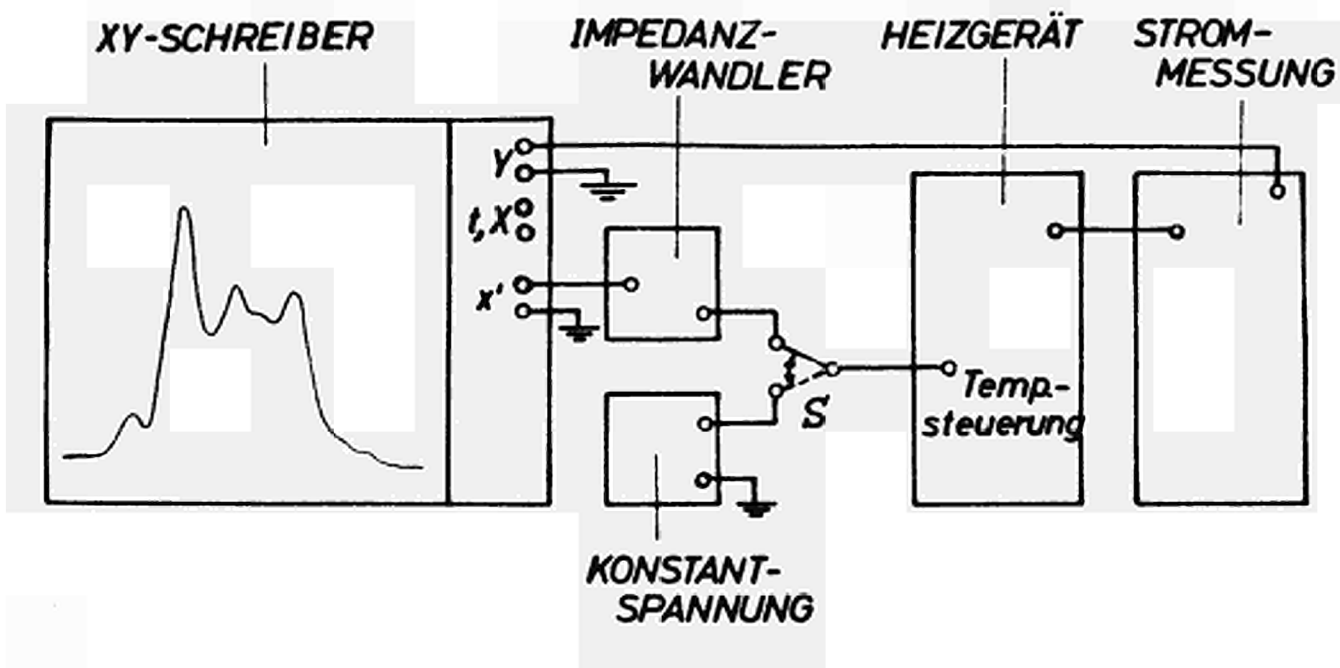 XY-SCHREIBER
IMPEDANZ-
WANDLER
HEIZGERÄT
STROM-
MESSUNG
Y
t,X
x'
Temp.-
steuerung
S
KONSTANT-
SPANNUNG